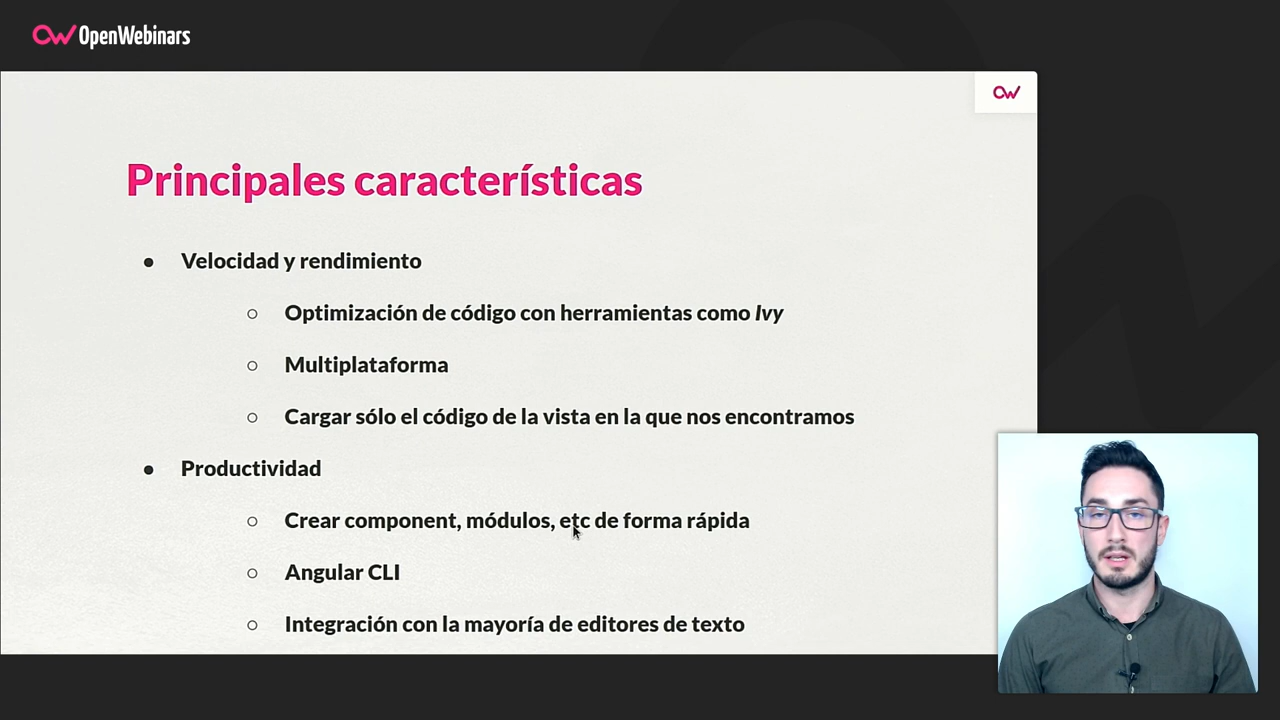 OpenWebinars
Principales características
Velocidad y rendimiento
Optimización de código con herramientas como Ivy
Multiplataforma
Cargar sólo el código de la vista en la que nos encontramos
Productividad
Crear component, módulos, etc de forma rápida
Angular CLI
Integración con la mayoría de editores de texto